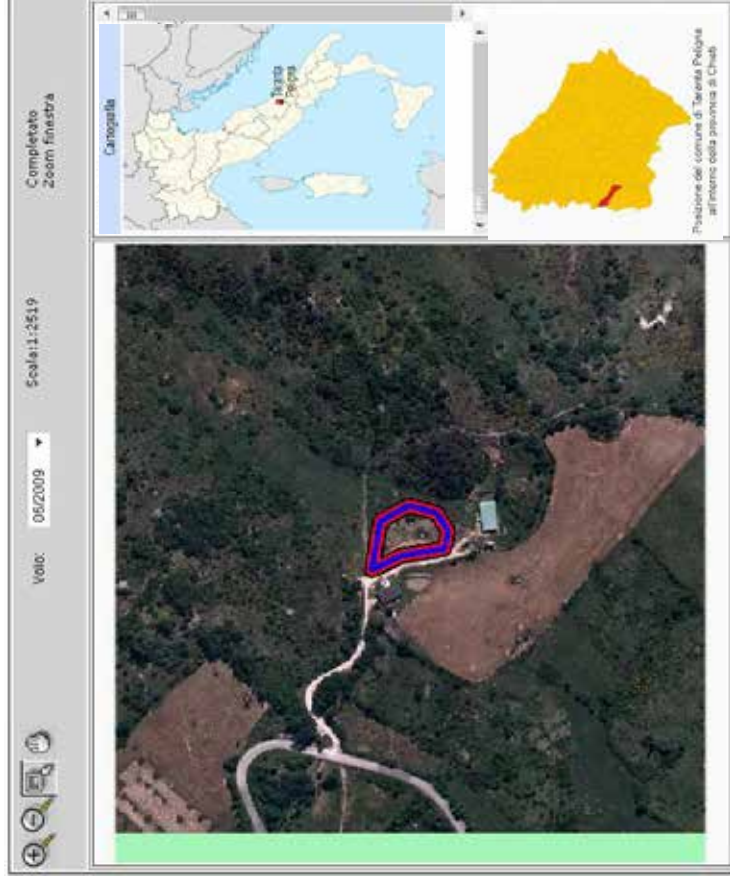 Volo: 06/2009 Scala:1:2519 Completato
Zoom finestra
Cartografia
Taranta
Peligna
Posizione del comune di Taranta Peligna
all'interno della provincia di Chieti